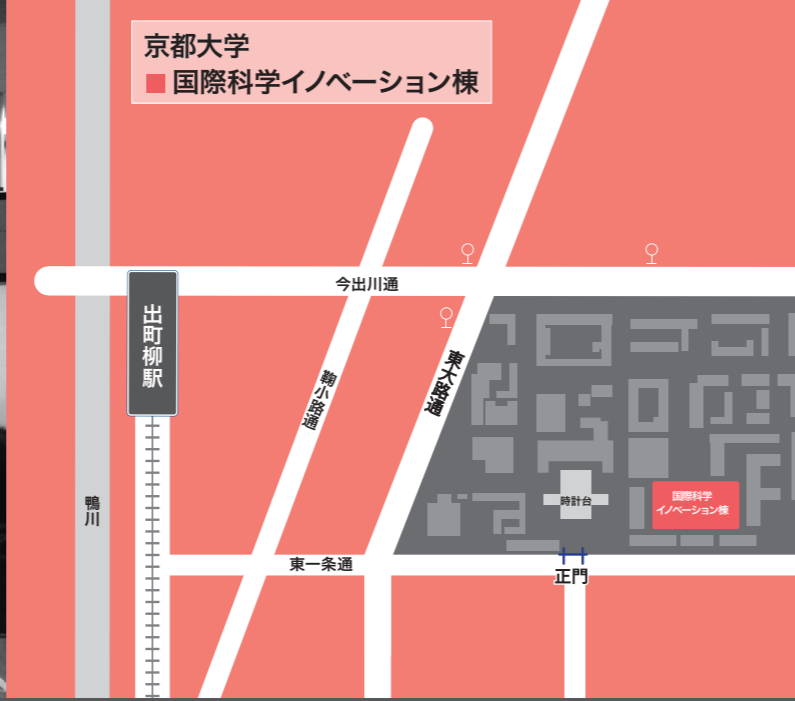 京都大学
■ 国際科学イノベーション棟
今出川通
出町柳駅
東大路通
鞠小路通
鴨川
国際科学
イノベーション棟
時計台
東一条通
正門